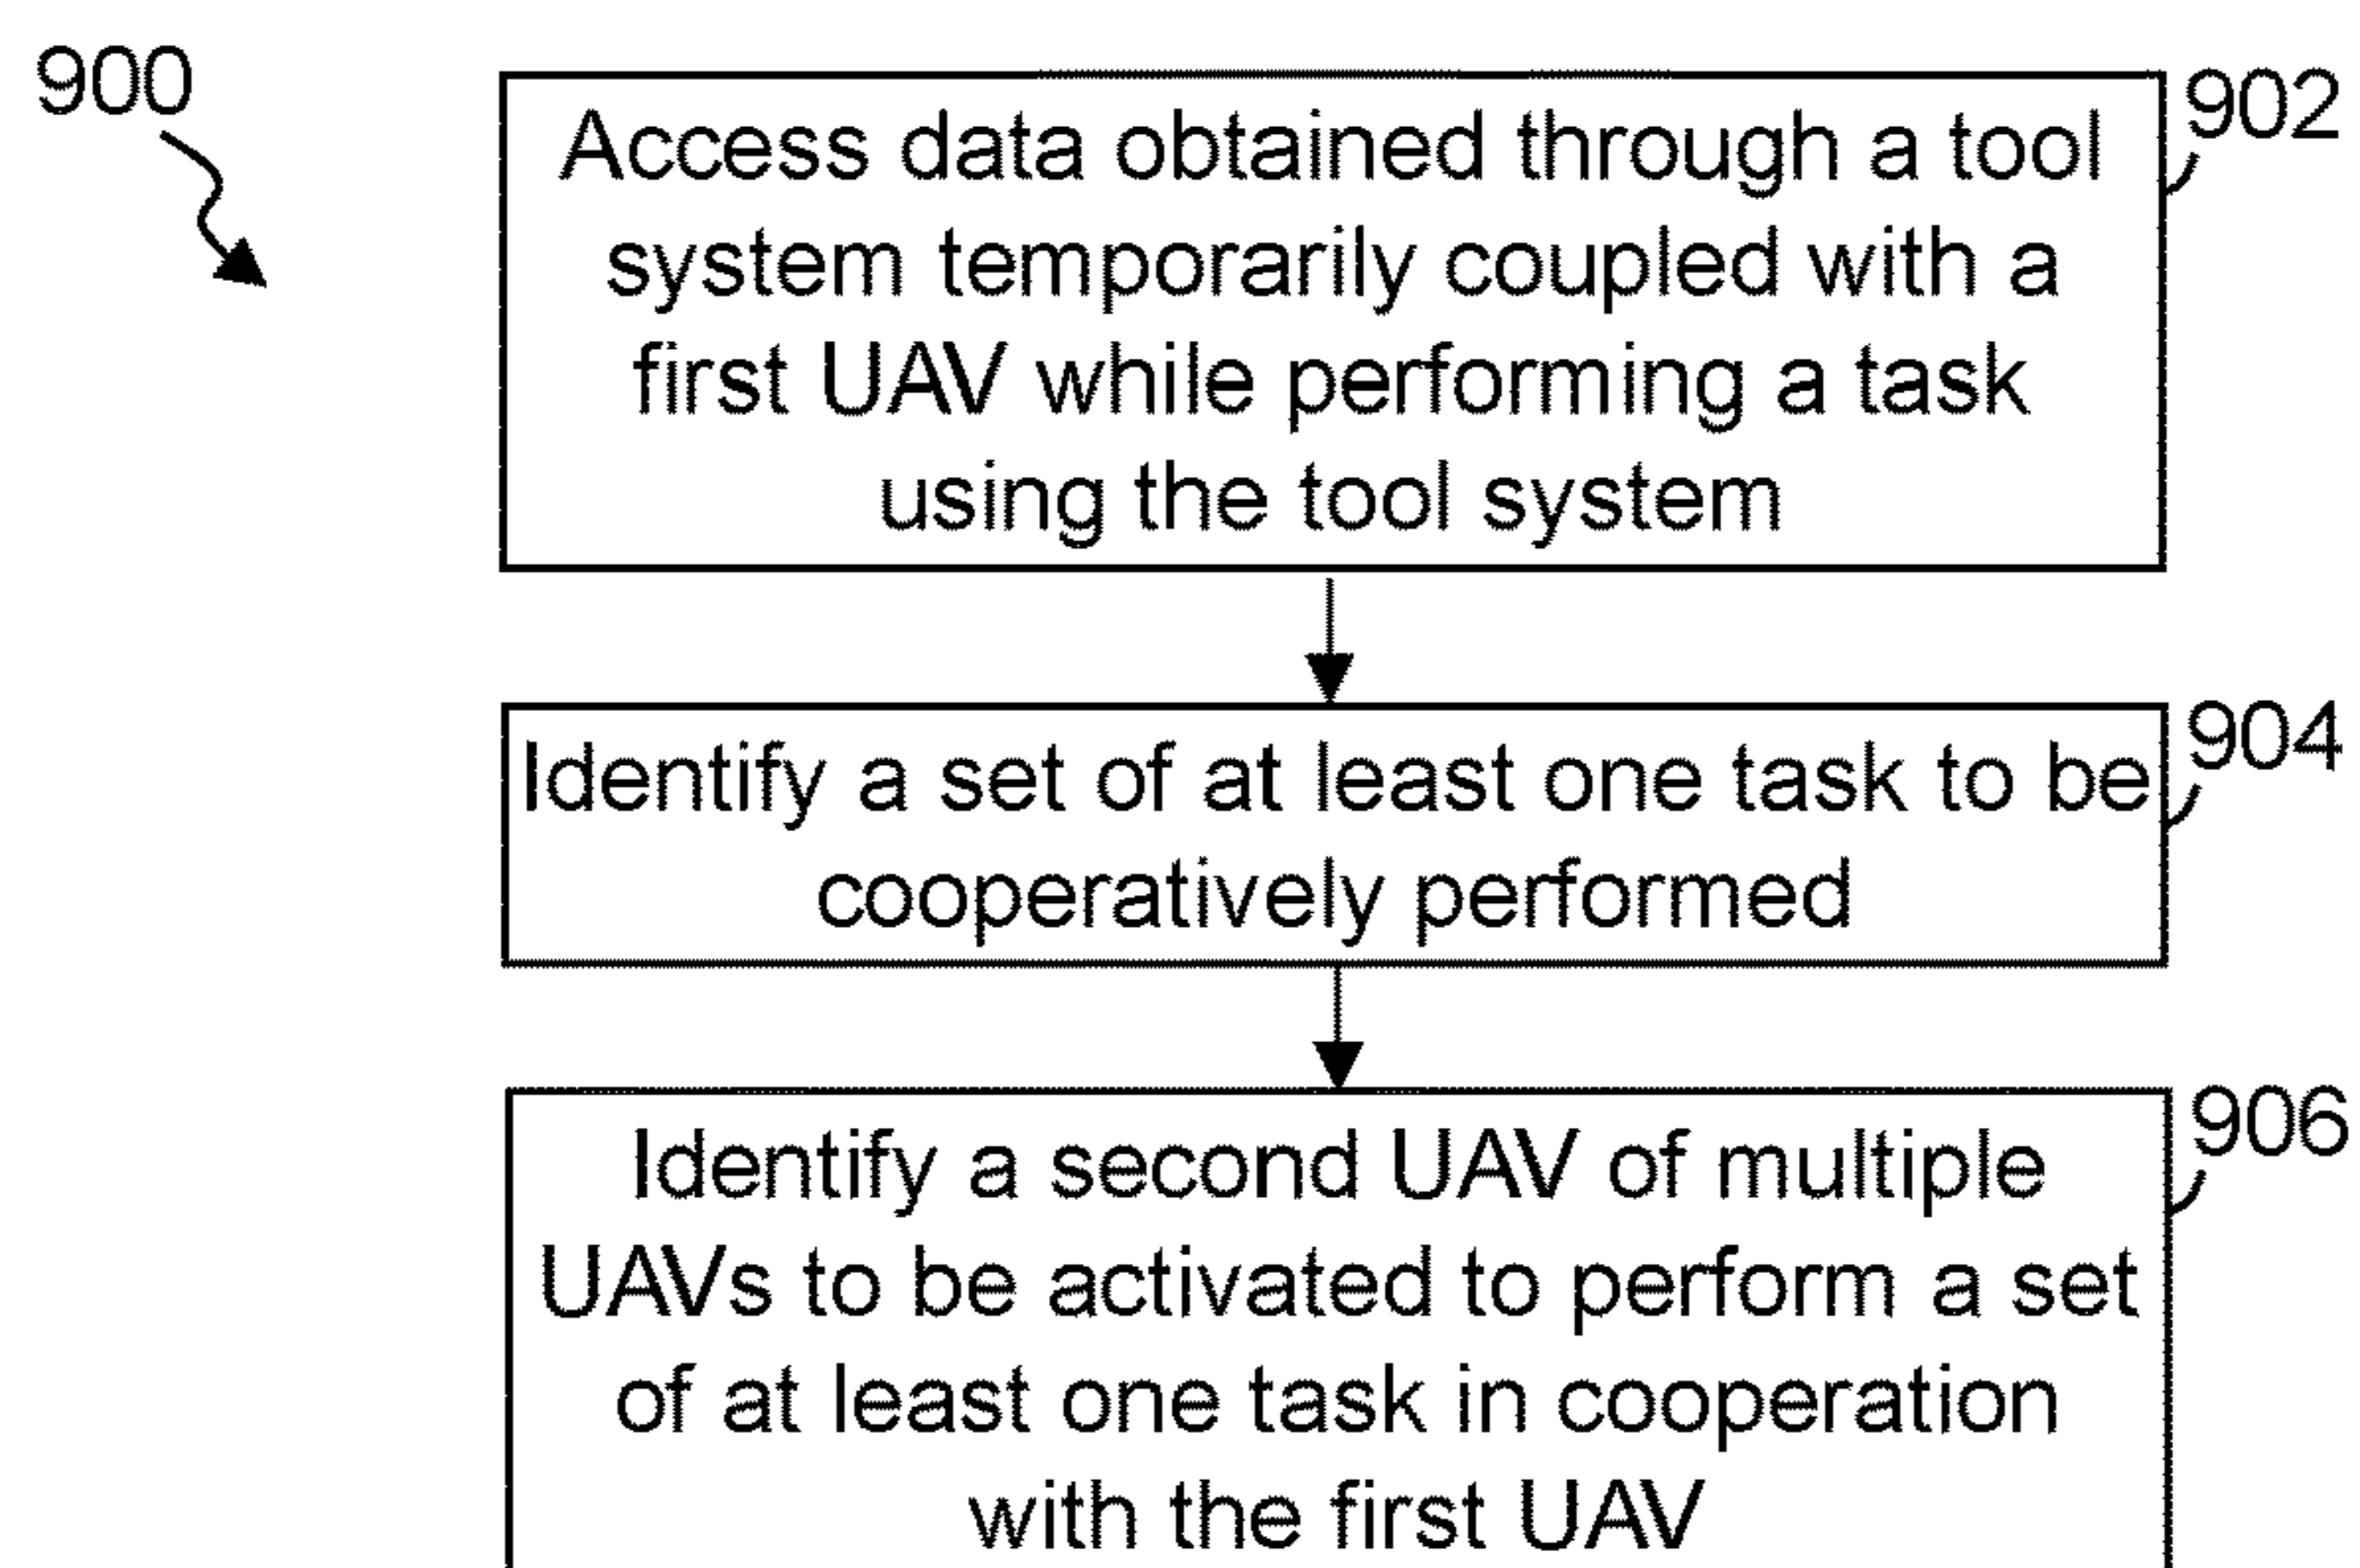 900
902
Access data obtained through a tool
system temporarily coupled with a
first UAV while performing a task
using the tool system
904
Identify a set of at least one task to be
cooperatively performed
906
Identify a second UAV of multiple
UAVs to be activated to perform a set
of at least one task in cooperation
with the first UAV